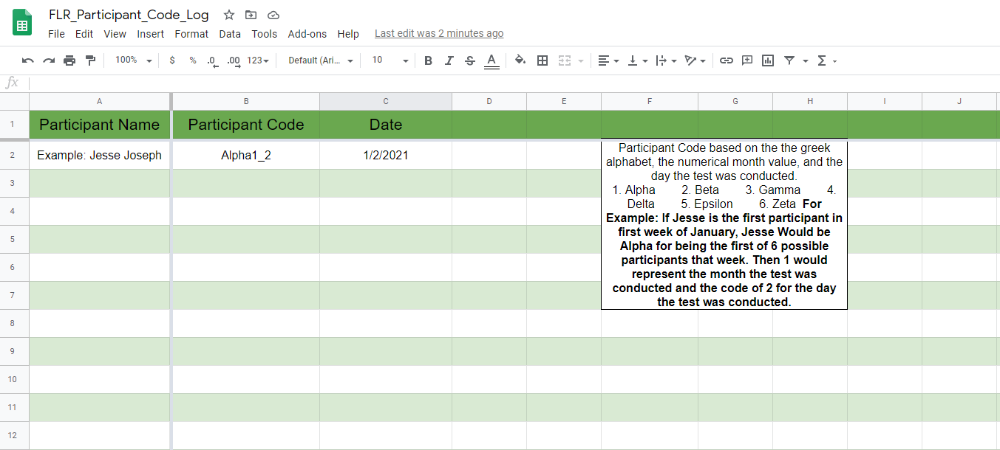 FLR_Participant_Code_Log
File Edit View Insert Format Data Tools Add-ons Help Last edit was 2 minutes ago
100% $ % .0 .00 123 Default (Ari... 10 B I S A
fx
A B C D E F G H I J
1 Participant Name Participant Code Date
2 Example: Jesse Joseph Alpha1_2 1/2/2021
Participant Code based on the the greek
alphabet, the numerical month value, and the
day the test was conducted.
1. Alpha 2. Beta 3. Gamma 4.
Delta 5. Epsilon 6. Zeta For
Example: If Jesse is the first participant in
first week of January, Jesse Would be
Alpha for being the first of 6 possible
participants that week. Then 1 would
represent the month the test was
conducted and the code of 2 for the day
the test was conducted.
3
4
5
6
7
8
9
10
11
12